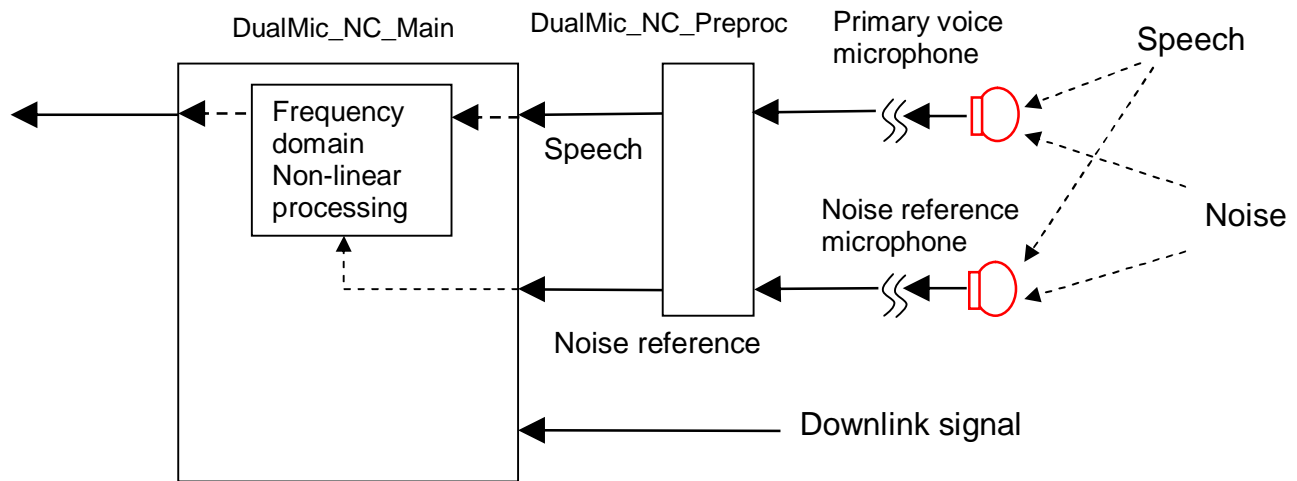 DualMic_NC_Main
DualMic_NC_Preproc
Primary voice
microphone
Speech
Frequency
domain
Non-linear
processing
Speech
Noise reference
microphone
Noise
Noise reference
Downlink signal